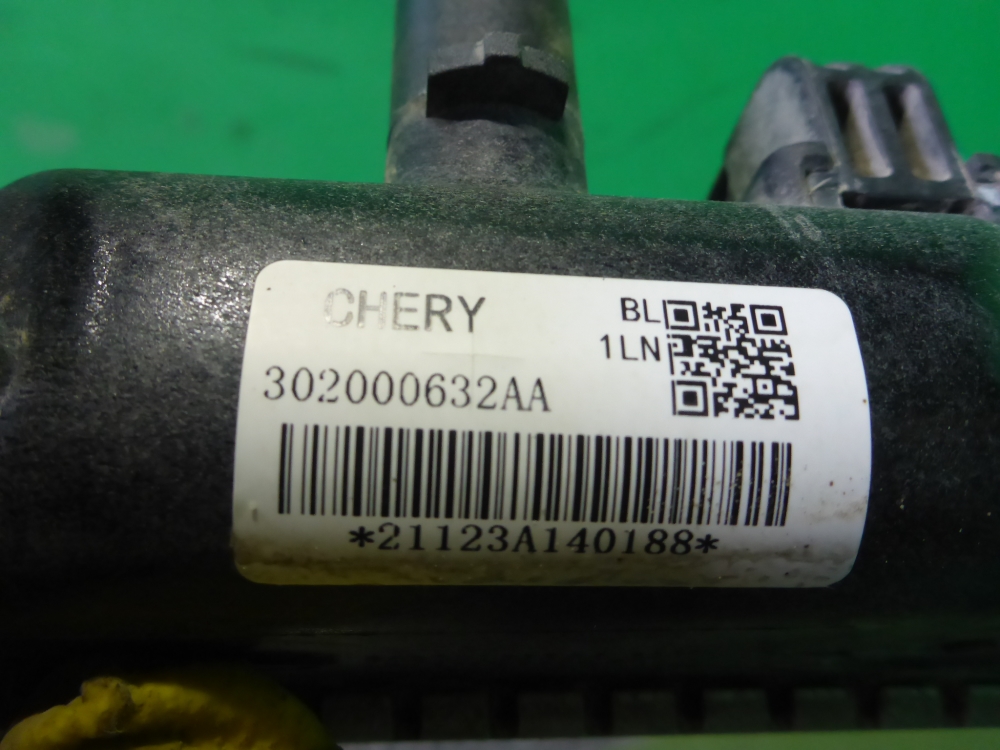 CHERY
BL
1LN
302000632AA
*21123A140188*